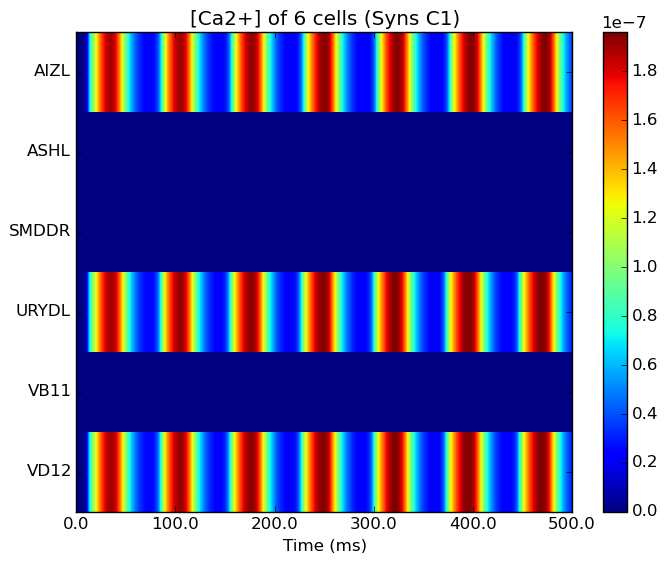 [Ca2+] of 6 cells (Syns C1)
1e−7
AIZL
ASHL
SMDDR
URYDL
VB11
VD12
0.0 100.0 200.0 300.0 400.0 500.0
Time (ms)
1.8
1.6
1.4
1.2
1.0
0.8
0.6
0.4
0.2
0.0